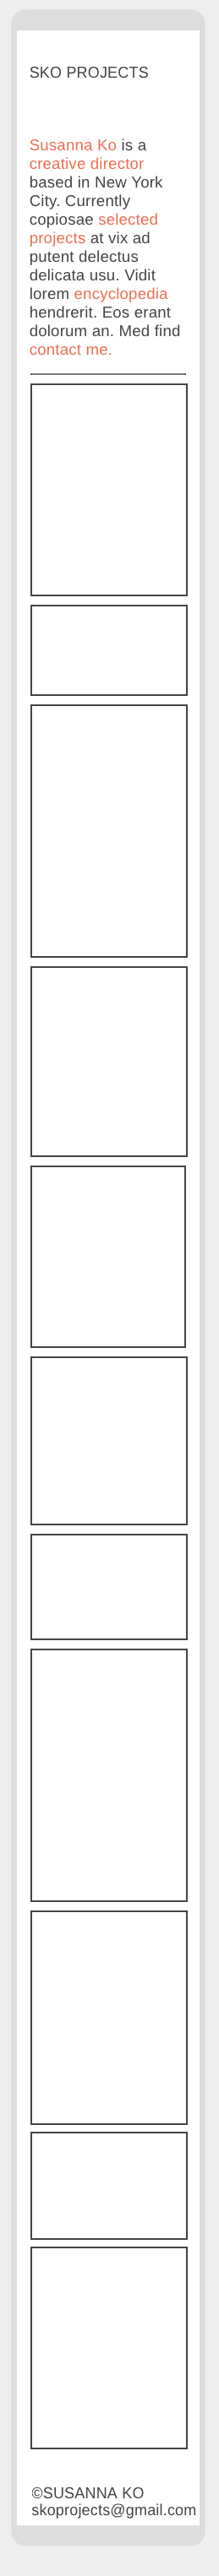 SKO PROJECTS
Susanna Ko is a
creative director
based in New York
City. Currently
copiosae selected
projects at vix ad
putent delectus
delicata usu. Vidit
lorem encyclopedia
hendrerit. Eos erant
dolorum an. Med find
contact me.
©SUSANNA KO
skoprojects@gmail.com